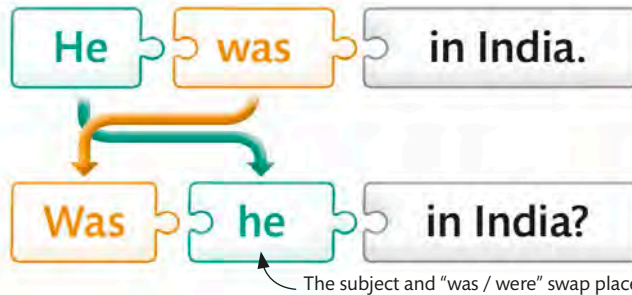 He was in India.
Was he in India?
The subject and “was / were” swap place